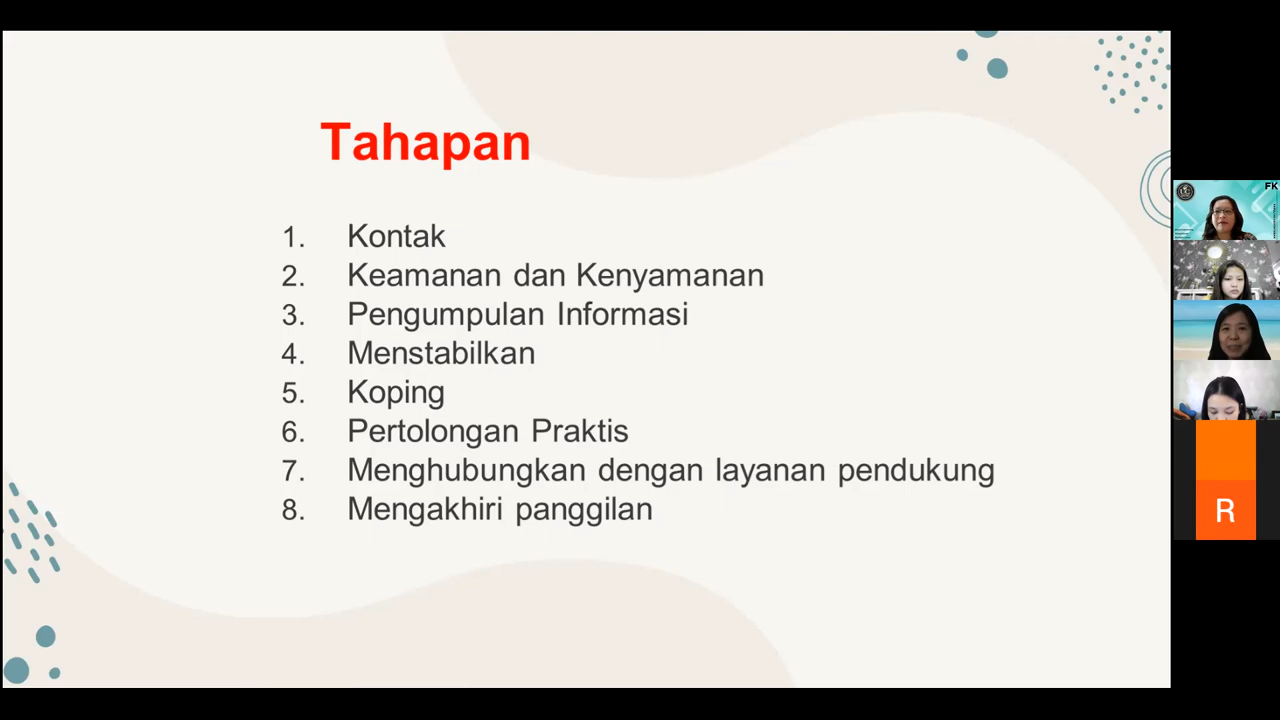 Tahapan
1. Kontak
2. Keamanan dan Kenyamanan
3. Pengumpulan Informasi
4. Menstabilkan
5. Koping
6. Pertolongan Praktis
7. Menghubungkan dengan layanan pendukung
8. Mengakhiri panggilan
FK
R